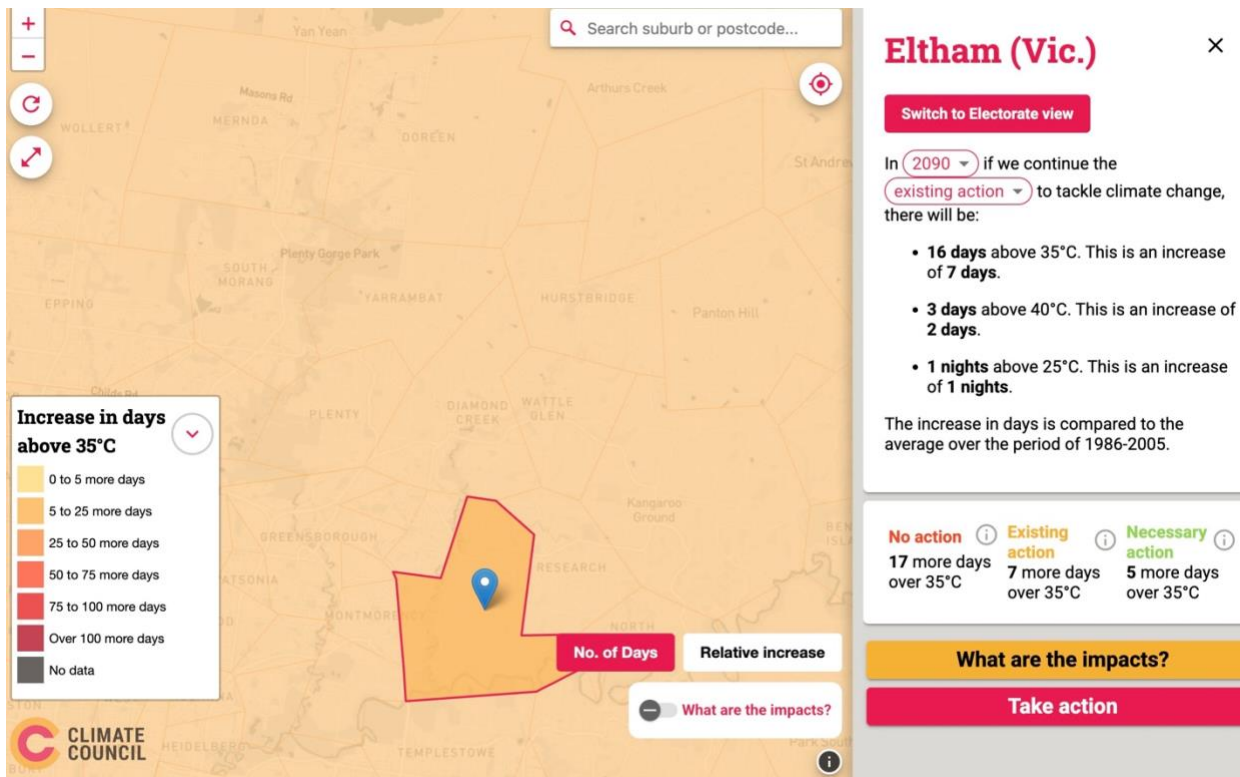 +
−
Yan Yean
Search suburb or postcode...
Masons Rd
Arthurs Creek
WOLLERT
MERNDA
DOREEN
St Andrew
Plenty Gorge Park
SOUTH
MORANG
EPPING
YARRAMBAT
HURSTBRIDGE
Panton Hill
Childs Rd
PLENTY
DIAMOND
CREEK
WATTLE
GLEN
Kangaroo
Ground
GREENSBOROUGH
RESEARCH
ATSONIA
MONTMORENCY
NORTH
HEIDELBERG
TEMPLESTOWE
Park South
Increase in days
above 35°C
0 to 5 more days
5 to 25 more days
25 to 50 more days
50 to 75 more days
75 to 100 more days
Over 100 more days
No data
No. of Days
Relative increase
What are the impacts?
CLIMATE
COUNCIL
i
Eltham (Vic.)
×
Switch to Electorate view
In 2090 if we continue the
existing action to tackle climate change,
there will be:
• 16 days above 35°C. This is an increase
of 7 days.
• 3 days above 40°C. This is an increase of
2 days.
• 1 nights above 25°C. This is an increase
of 1 nights.
The increase in days is compared to the
average over the period of 1986-2005.
No action i
17 more days
over 35°C
Existing
action i
7 more days
over 35°C
Necessary
action i
5 more days
over 35°C
What are the impacts?
Take action